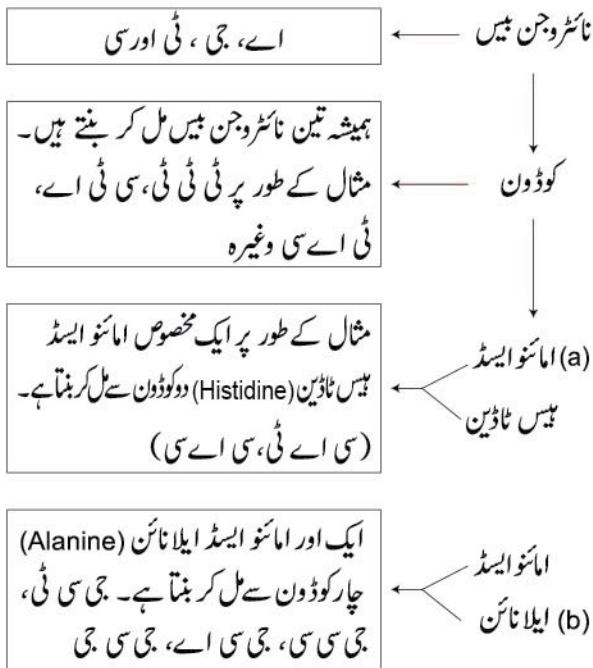 نائٹروجن بیس
اے، جی ، ٹی اور سی
کوڈون
ہمیشہ تین نائٹروجن بیس مل کر بنتے ہیں۔
مثال کے طور پر ٹی ٹی ٹی، سی ٹی اے،
ٹی اے سی وغیرہ
(a) امائنو ایسڈ
ہیس ٹاڈین
مثال کے طور پر ایک مخصوص امائنو ایسڈ
ہیس ٹاڈین (Histidine) دو کوڈون سے مل کر بنتا ہے۔
(سی اے ٹی، سی اے سی)
امائنو ایسڈ
(b) ایلا نائن
ایک اور امائنو ایسڈ ایلا نائن (Alanine)
چار کوڈون سے مل کر بنتا ہے۔ جی سی ٹی،
جی سی سی، جی سی اے، جی سی جی